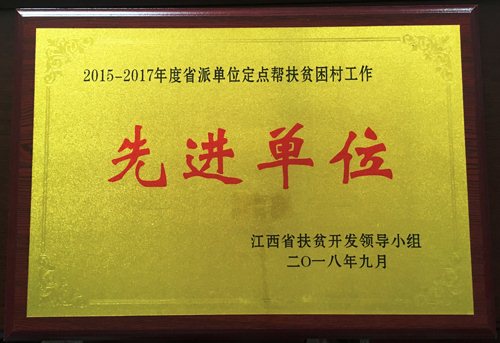 2015-2017年度省派单位定点帮扶贫困村工作
先进单位
江西省扶贫开发领导小组
二〇一八年九月